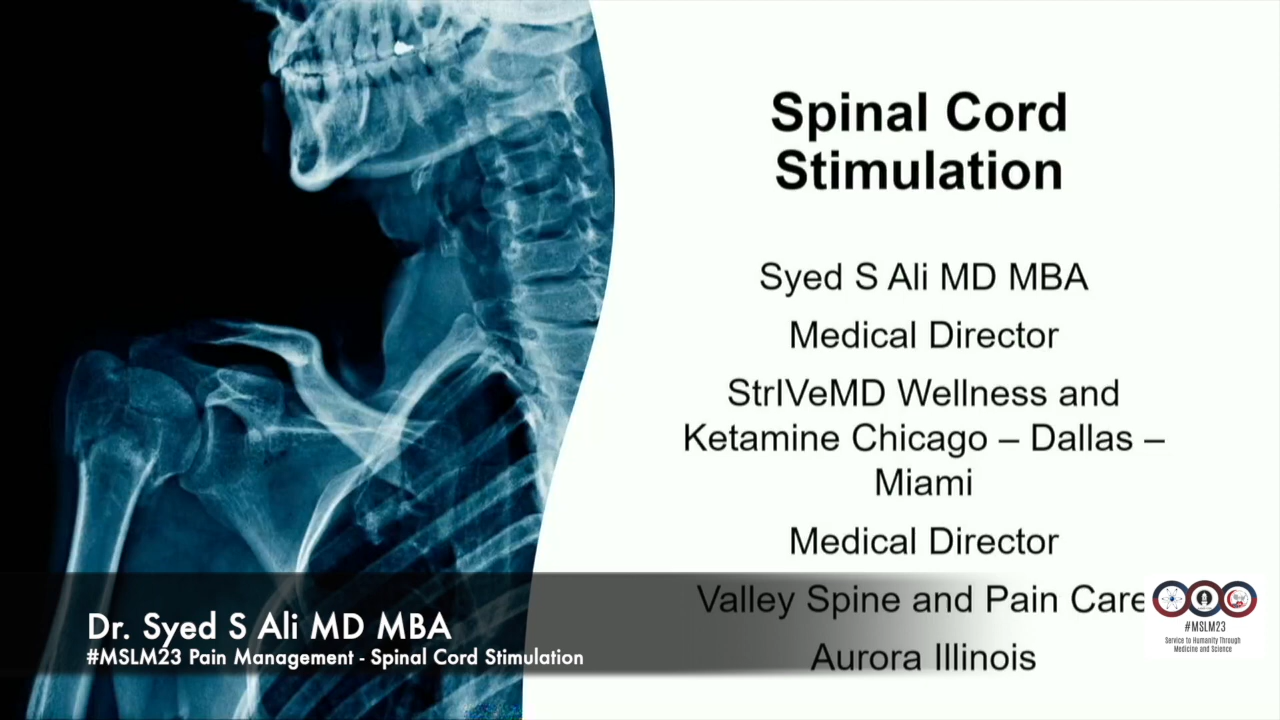 Spinal Cord
Stimulation
Syed S Ali MD MBA
Medical Director
StrIVeMD Wellness and
Ketamine Chicago – Dallas –
Miami
Medical Director
Valley Spine and Pain Care
Aurora Illinois
Dr. Syed S Ali MD MBA
#MSLM23 Pain Management - Spinal Cord Stimulation
#MSLM23
Service to Humanity Through
Medicine and Science